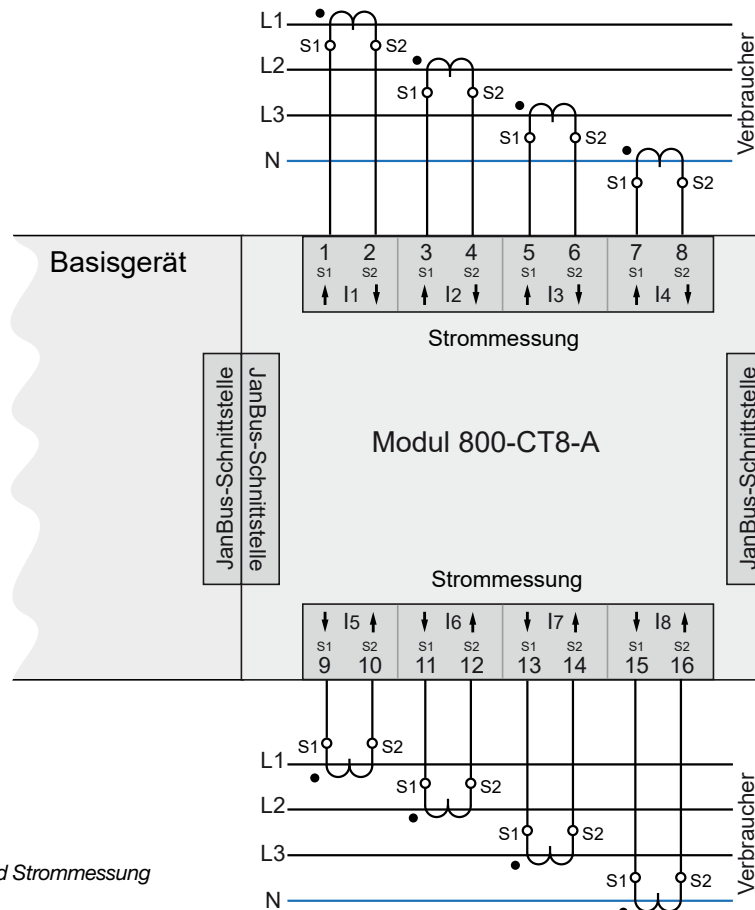 L1
S1 S2
L2
S1 S2
L3
S1 S2
N
S1 S2
Verbraucher
Basisgerät
1 2 3 4 5 6 7 8
S1 S2 S1 S2 S1 S2 S1 S2
I1 I2 I3 I4
Strommessung
JanBus-Schnittstelle
JanBus-Schnittstelle
Modul 800-CT8-A
JanBus-Schnittstelle
Strommessung
I5 I6 I7 I8
S1 S2 S1 S2 S1 S2 S1 S2
9 10 11 12 13 14 15 16
S1 S2
L1
S1 S2
L2
S1 S2
L3
S1 S2
N
Verbraucher
Strommessung